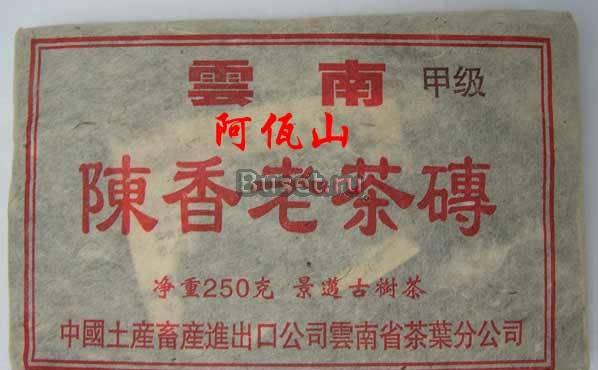 雲南 甲级
阿佤山
陳香老茶磚
Buset.ru
净重250克 景邁古樹茶
中國土産畜産進出口公司雲南省茶葉分公司